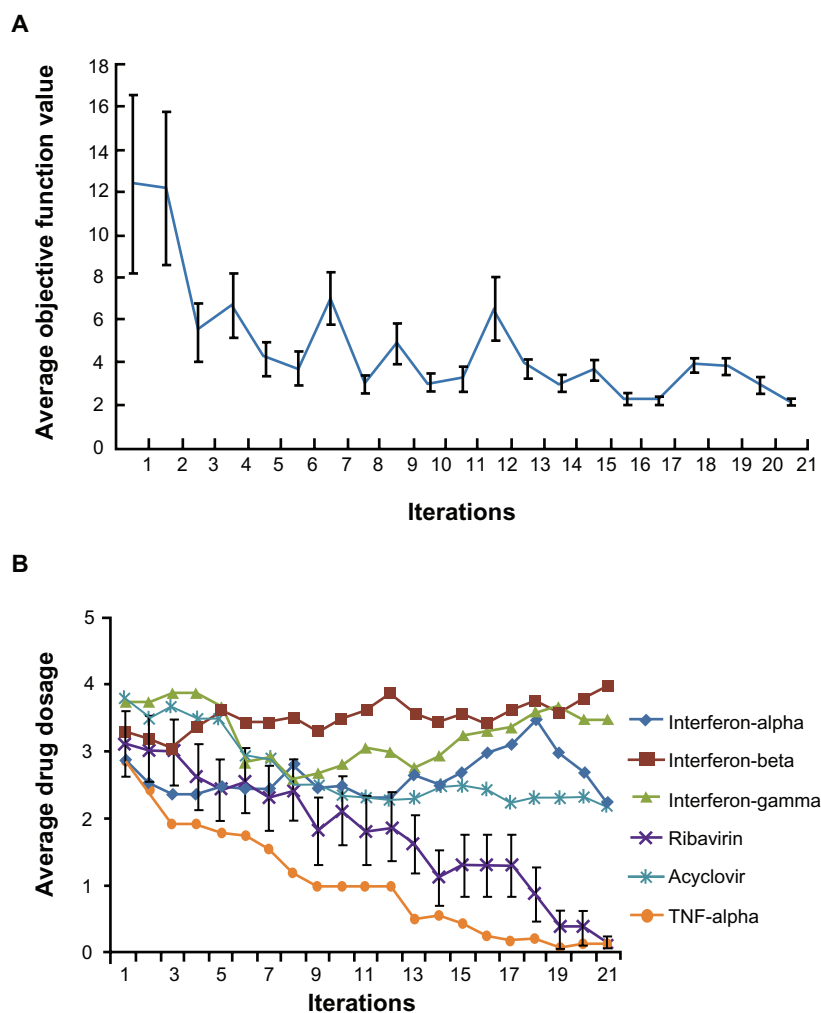 A
Average objective function value
18
16
14
12
10
8
6
4
2
0
1 2 3 4 5 6 7 8 9 10 11 12 13 14 15 16 17 18 19 20 21
Iterations
B
Average drug dosage
5
4
3
2
1
0
1 3 5 7 9 11 13 15 17 19 21
Iterations
Interferon-alpha
Interferon-beta
Interferon-gamma
Ribavirin
Acyclovir
TNF-alpha